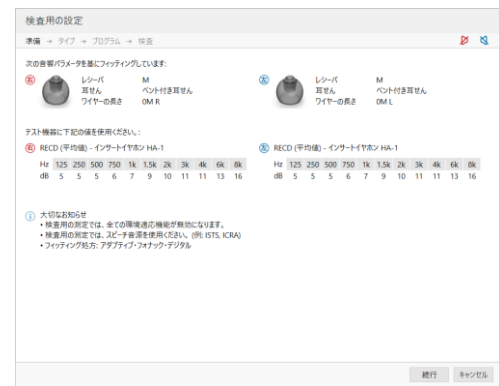 検査用の設定
準備 → タイプ → プログラム → 検査
次の音響パラメータを基にフィッティングしています:
右 レシーバ M
耳せん ベント付き耳せん
ワイヤーの長さ 0M R
左 レシーバ M
耳せん ベント付き耳せん
ワイヤーの長さ 0M L
テスト機器に下記の値を使用ください。:
右 RECD (平均値) - インサートイヤホン HA-1
Hz 125 250 500 750 1k 1.5k 2k 3k 4k 6k 8k
dB 5 5 5 6 7 9 10 11 11 13 16
左 RECD (平均値) - インサートイヤホン HA-1
Hz 125 250 500 750 1k 1.5k 2k 3k 4k 6k 8k
dB 5 5 5 6 7 9 10 11 11 13 16
大切なお知らせ
• 検査用の測定では、全ての環境適応機能が無効になります。
• 検査用の測定では、スピーチ音源を使用ください。(例: ISTS, ICRA)
• フィッティング処方: アダプティブ・フォナック・デジタル
続行 キャンセル